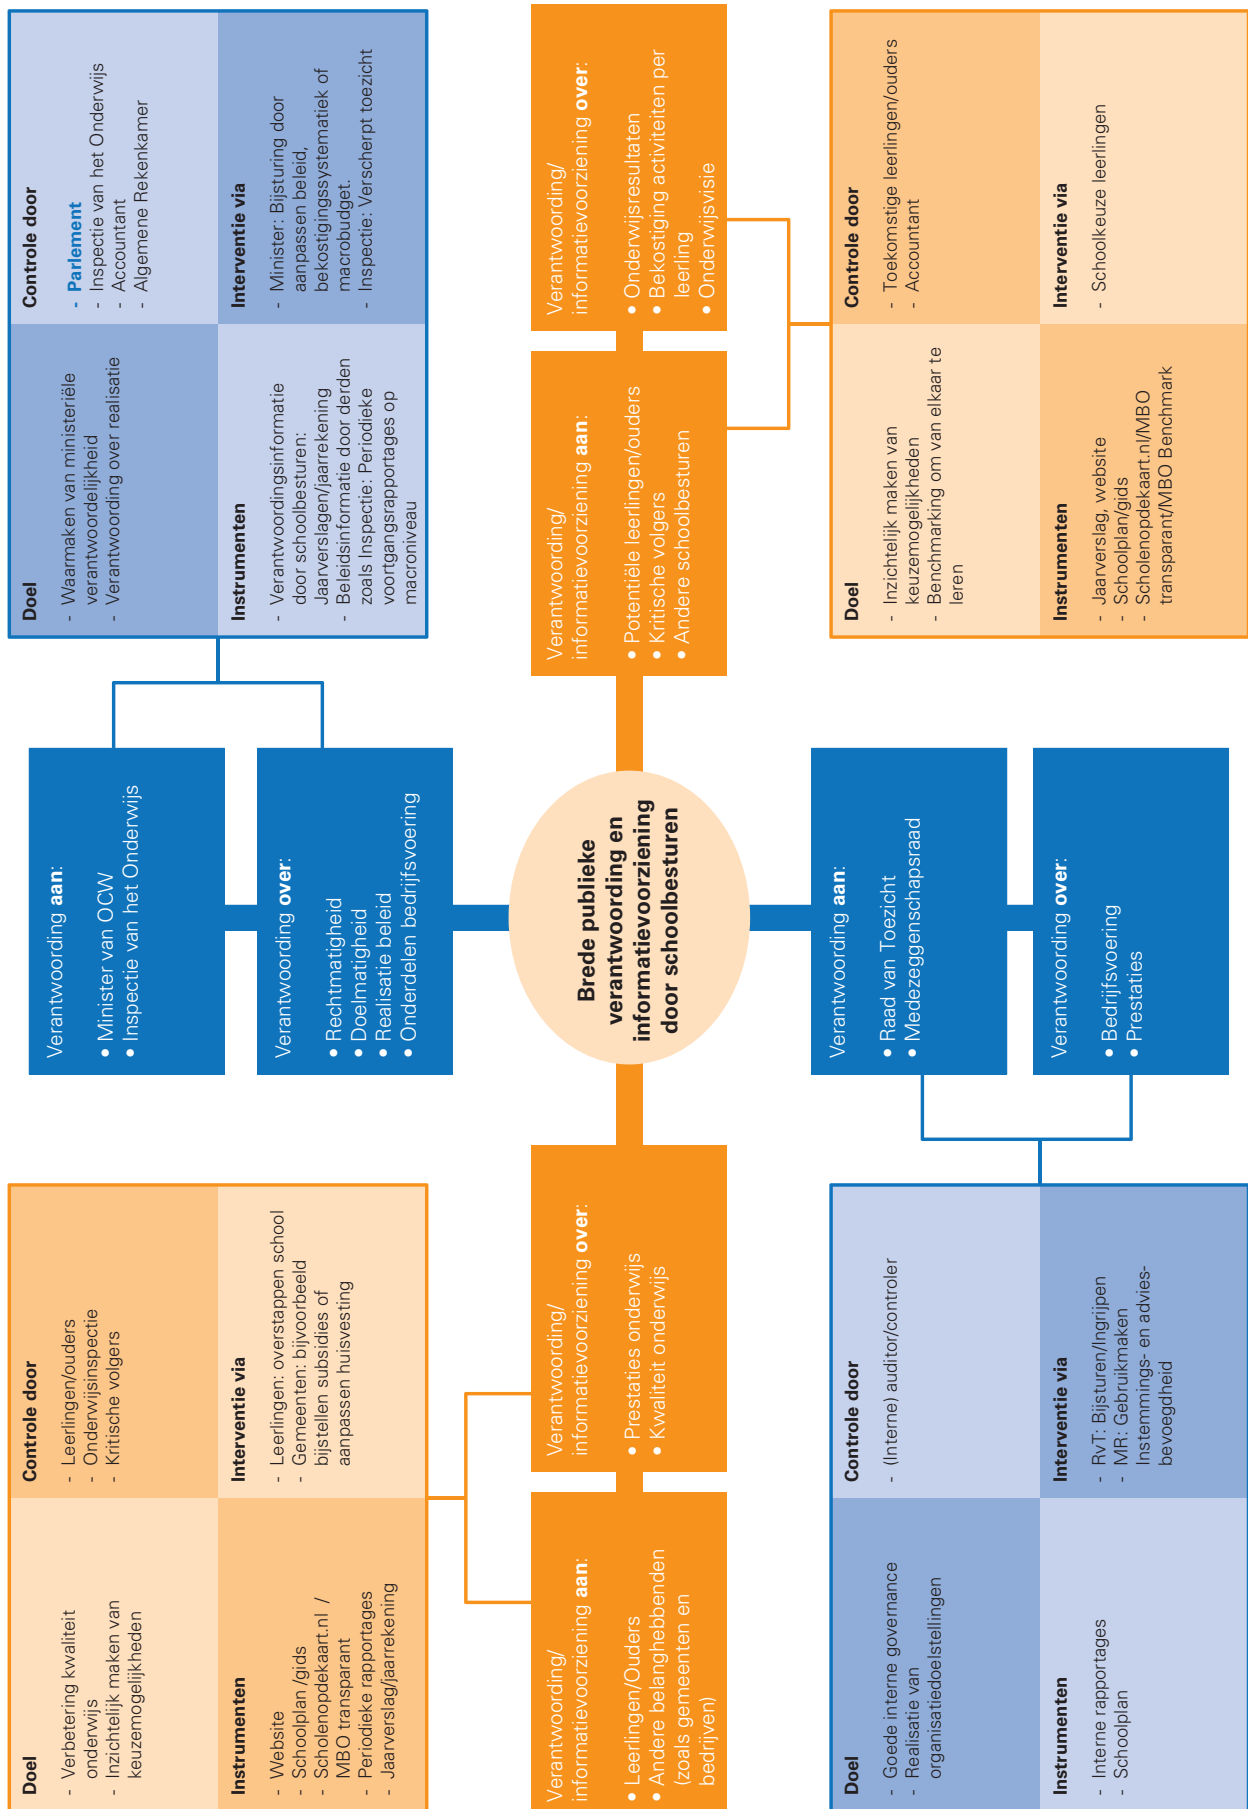 Doel
- Verbetering kwaliteit
onderwijs
- Inzichtelijk maken van
keuzemogelijkheden
Controle door
- Leerlingen/ouders
- Onderwijsinspectie
- Kritische volgers
Instrumenten
- Website
- Schoolplan /gids
- Scholenopdekaart.nl /
MBO transparant
- Periodieke rapportages
- Jaarverslag/jaarrekening
Interventie via
- Leerlingen: overstappen school
- Gemeenten: bijvoorbeeld
bijstellen subsidies of
aanpassen huisvesting
Verantwoording aan:
• Minister van OCW
• Inspectie van het Onderwijs
Verantwoording over:
• Rechtmatigheid
• Doelmatigheid
• Realisatie beleid
• Onderdelen bedrijfsvoering
Doel
- Waarmaken van ministeriële
verantwoordelijkheid
- Verantwoording over realisatie
Controle door
- Parlement
- Inspectie van het Onderwijs
- Accountant
- Algemene Rekenkamer
Instrumenten
- Verantwoordingsinformatie
door schoolbesturen:
Jaarverslagen/jaarrekening
- Beleidsinformatie door derden
zoals Inspectie: Periodieke
voortgangsrapportages op
macroniveau
Interventie via
- Minister: Bijsturing door
aanpassen beleid,
bekostigingssystematiek of
macrobudget.
- Inspectie: Verscherpt toezicht
Verantwoording/
informatievoorziening aan:
• Leerlingen/Ouders
• Andere belanghebbenden
(zoals gemeenten en
bedrijven)
Verantwoording/
informatievoorziening over:
• Prestaties onderwijs
• Kwaliteit onderwijs
Brede publieke
verantwoording en
informatievoorziening
door schoolbesturen
Verantwoording/
informatievoorziening aan:
• Potentiële leerlingen/ouders
• Kritische volgers
• Andere schoolbesturen
Verantwoording/
informatievoorziening over:
• Onderwijsresultaten
• Bekostiging activiteiten per
leerling
• Onderwijsvisie
Doel
- Goede interne governance
- Realisatie van
organisatiedoelstellingen
Controle door
- (Interne) auditor/controler
Instrumenten
- Interne rapportages
- Schoolplan
Interventie via
- RvT: Bijsturen/Ingrijpen
- MR: Gebruikmaken
Instemmings- en advies-
bevoegdheid
Verantwoording aan:
• Raad van Toezicht
• Medezeggenschapsraad
Verantwoording over:
• Bedrijfsvoering
• Prestaties
Doel
- Inzichtelijk maken van
keuzemogelijkheden
- Benchmarking om van elkaar te
leren
Controle door
- Toekomstige leerlingen/ouders
- Accountant
Instrumenten
- Jaarverslag, website
- Schoolplan/gids
- Scholenopdekaart.nl/MBO
transparant/MBO Benchmark
Interventie via
- Schoolkeuze leerlingen